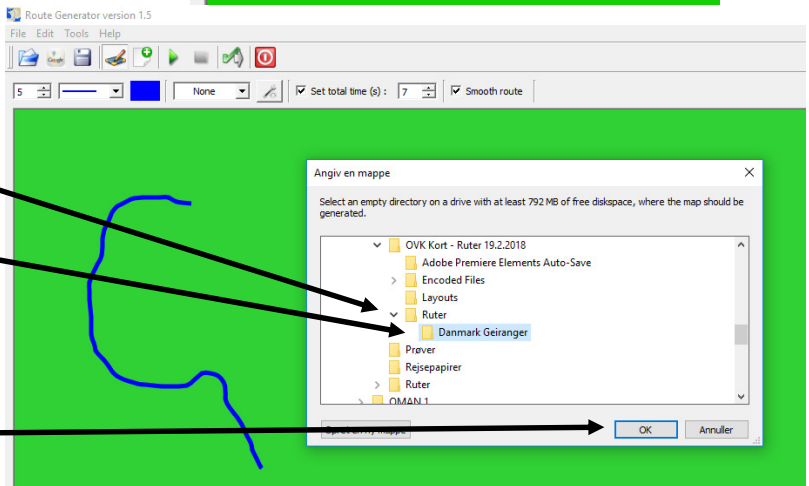 Route Generator version 1.5
File Edit Tools Help
5 None Set total time (s) : 7 Smooth route
Angiv en mappe
Select an empty directory on a drive with at least 792 MB of free diskspace, where the map should be
generated.
OVK Kort - Ruter 19.2.2018
Adobe Premiere Elements Auto-Save
Encoded Files
Layouts
Ruter
Danmark Geiranger
Prøver
Rejsepapirer
Ruter
OMAN 1
OK Annuller